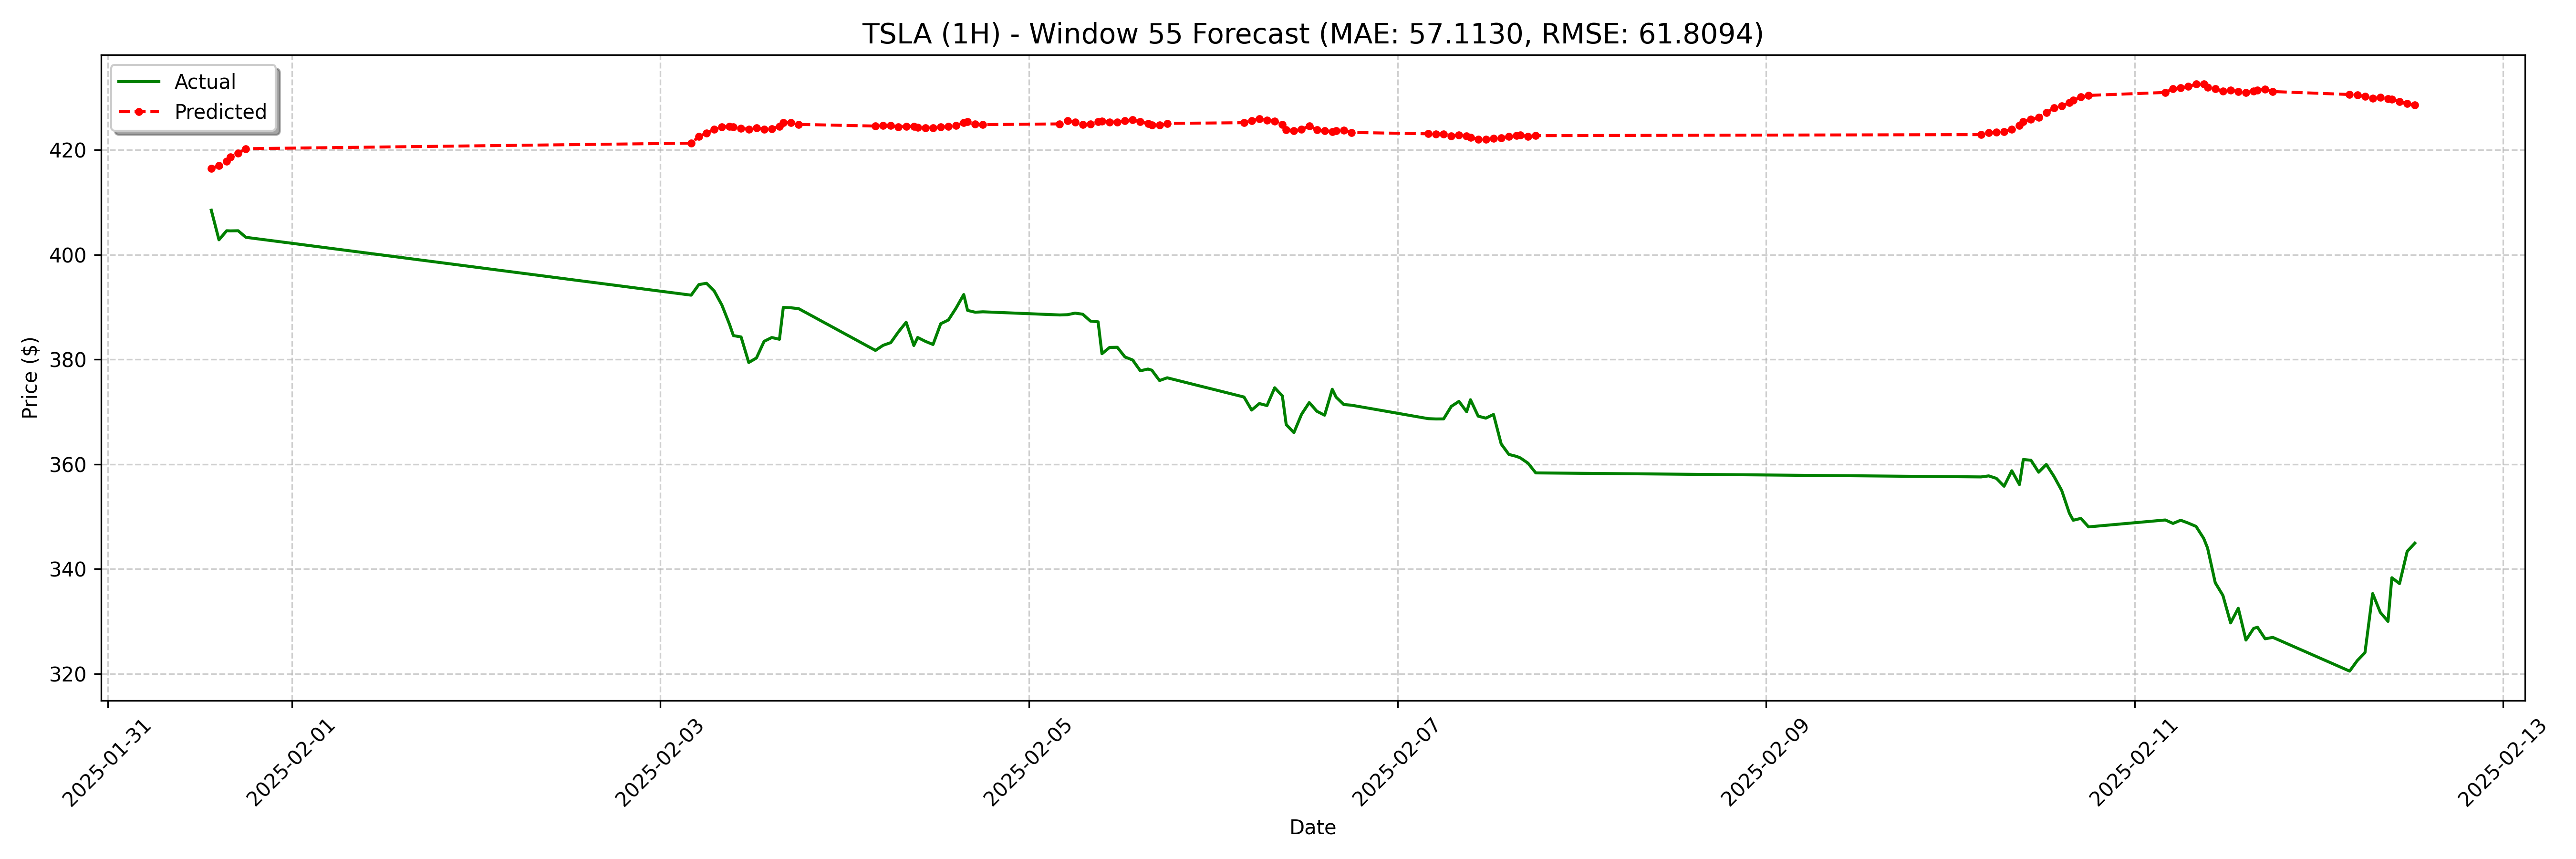 TSLA (1H) - Window 55 Forecast (MAE: 57.1130, RMSE: 61.8094)
Actual
Predicted
Price ($)
420
400
380
360
340
320
2025-01-31
2025-02-01
2025-02-03
2025-02-05
2025-02-07
2025-02-09
2025-02-11
2025-02-13
Date